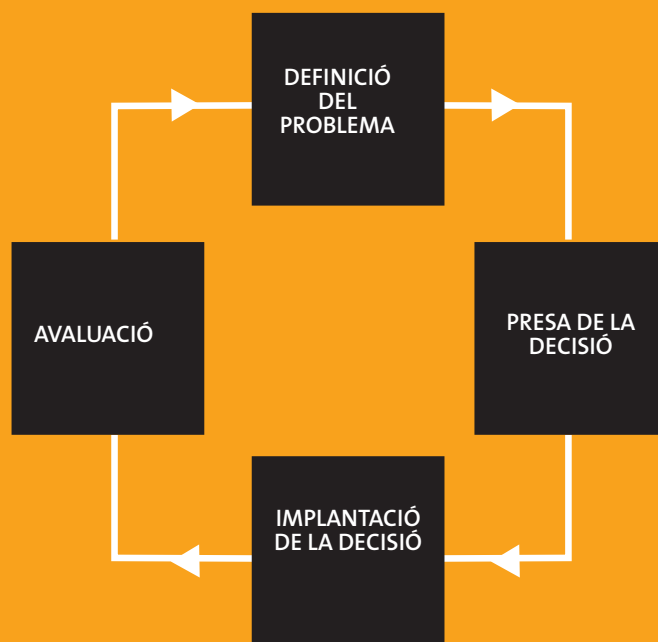 DEFINICIÓ
DEL
PROBLEMA
PRESA DE LA
DECISIÓ
IMPLANTACIÓ
DE LA DECISIÓ
AVALUACIÓ